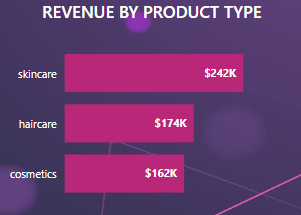 REVENUE BY PRODUCT TYPE
skincare $242K
haircare $174K
cosmetics $162K